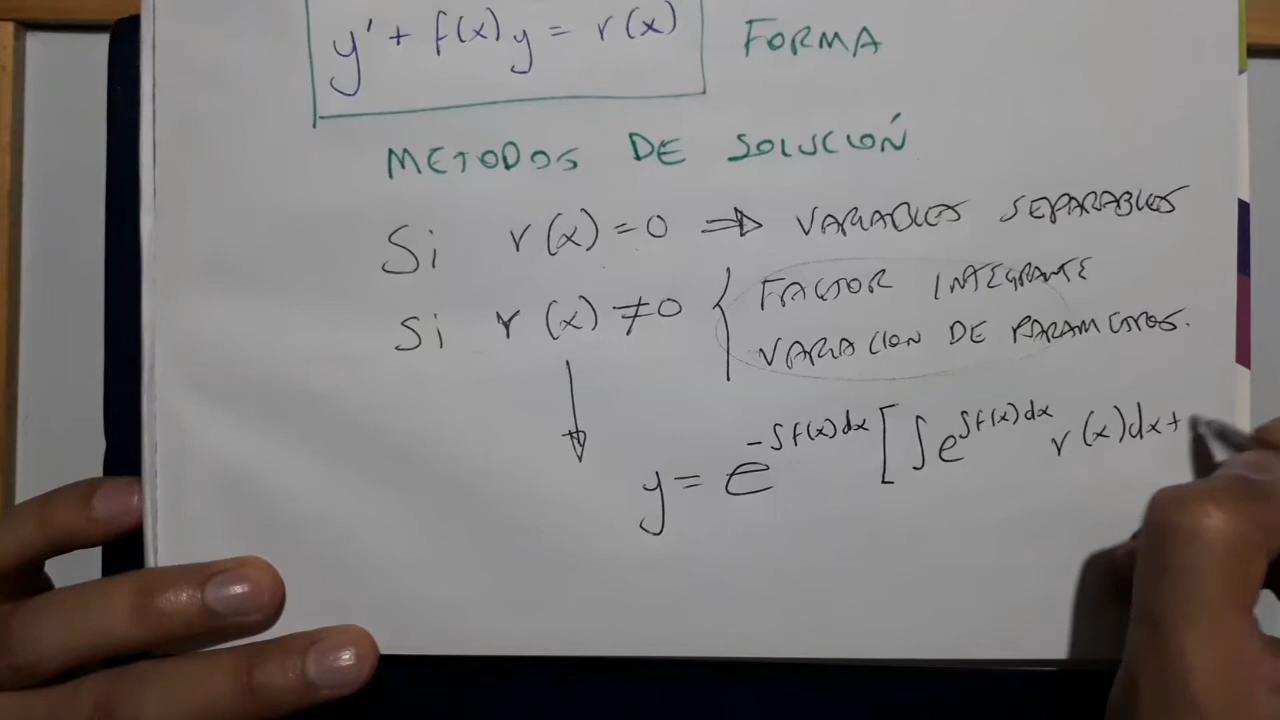 y' + f(x) y = r(x) FORMA
METODOS DE SOLUCIÓN
Si r(x) = 0 ⇒ VARIABLES SEPARABLES
Si r(x) ≠ 0 { FACTOR INTEGRANTE
VARIACION DE PARAMETROS.
↓
y = e^{-∫f(x)dx} [ ∫e^{∫f(x)dx} r(x)dx +